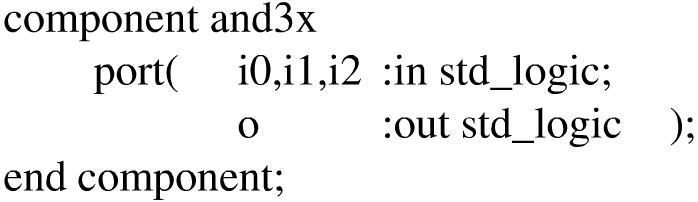 component and3x
port( i0,i1,i2 :in std_logic;
o :out std_logic );
end component;